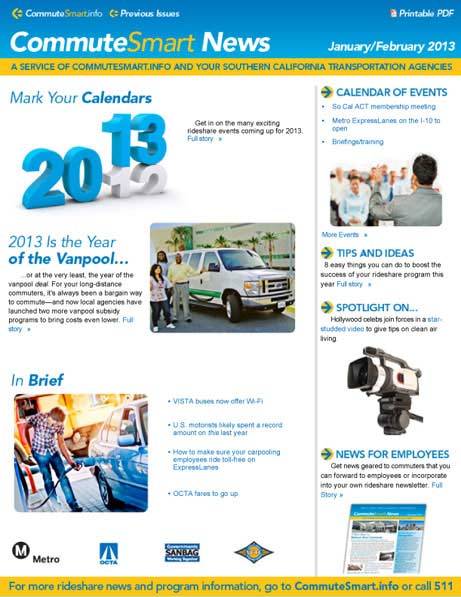 CommuteSmart.info
Previous Issues
Printable PDF
CommuteSmart News
January/February 2013
A SERVICE OF COMMUTESMART.INFO AND YOUR SOUTHERN CALIFORNIA TRANSPORTATION AGENCIES
Mark Your Calendars
2013
2012
Get in on the many exciting
rideshare events coming up for 2013.
Full story »
2013 Is the Year
of the Vanpool...
...or at the very least, the year of the
vanpool deal. For your long-distance
commuters, it's always been a bargain way
to commute—and now local agencies have
launched two more vanpool subsidy
programs to bring costs even lower. Full
story »
In Brief
• VISTA buses now offer Wi-Fi
• U.S. motorists likely spent a record
amount on this last year
• How to make sure your carpooling
employees ride toll-free on
ExpressLanes
• OCTA fares to go up
CALENDAR OF EVENTS
• So Cal ACT membership meeting
• Metro ExpressLanes on the I-10 to
open
• Briefings/training
More Events »
TIPS AND IDEAS
8 easy things you can do to boost the
success of your rideshare program this
year Full story »
SPOTLIGHT ON...
Hollywood celebs join forces in a star-
studded video to give tips on clean air
living
NEWS FOR EMPLOYEES
Get news geared to commuters that you
can forward to employees or incorporate
into your own rideshare newsletter. Full
Story »
CommuteSmart News
M Metro
OCTA
Governments
SANBAG
Working Together
For more rideshare news and program information, go to CommuteSmart.info or call 511